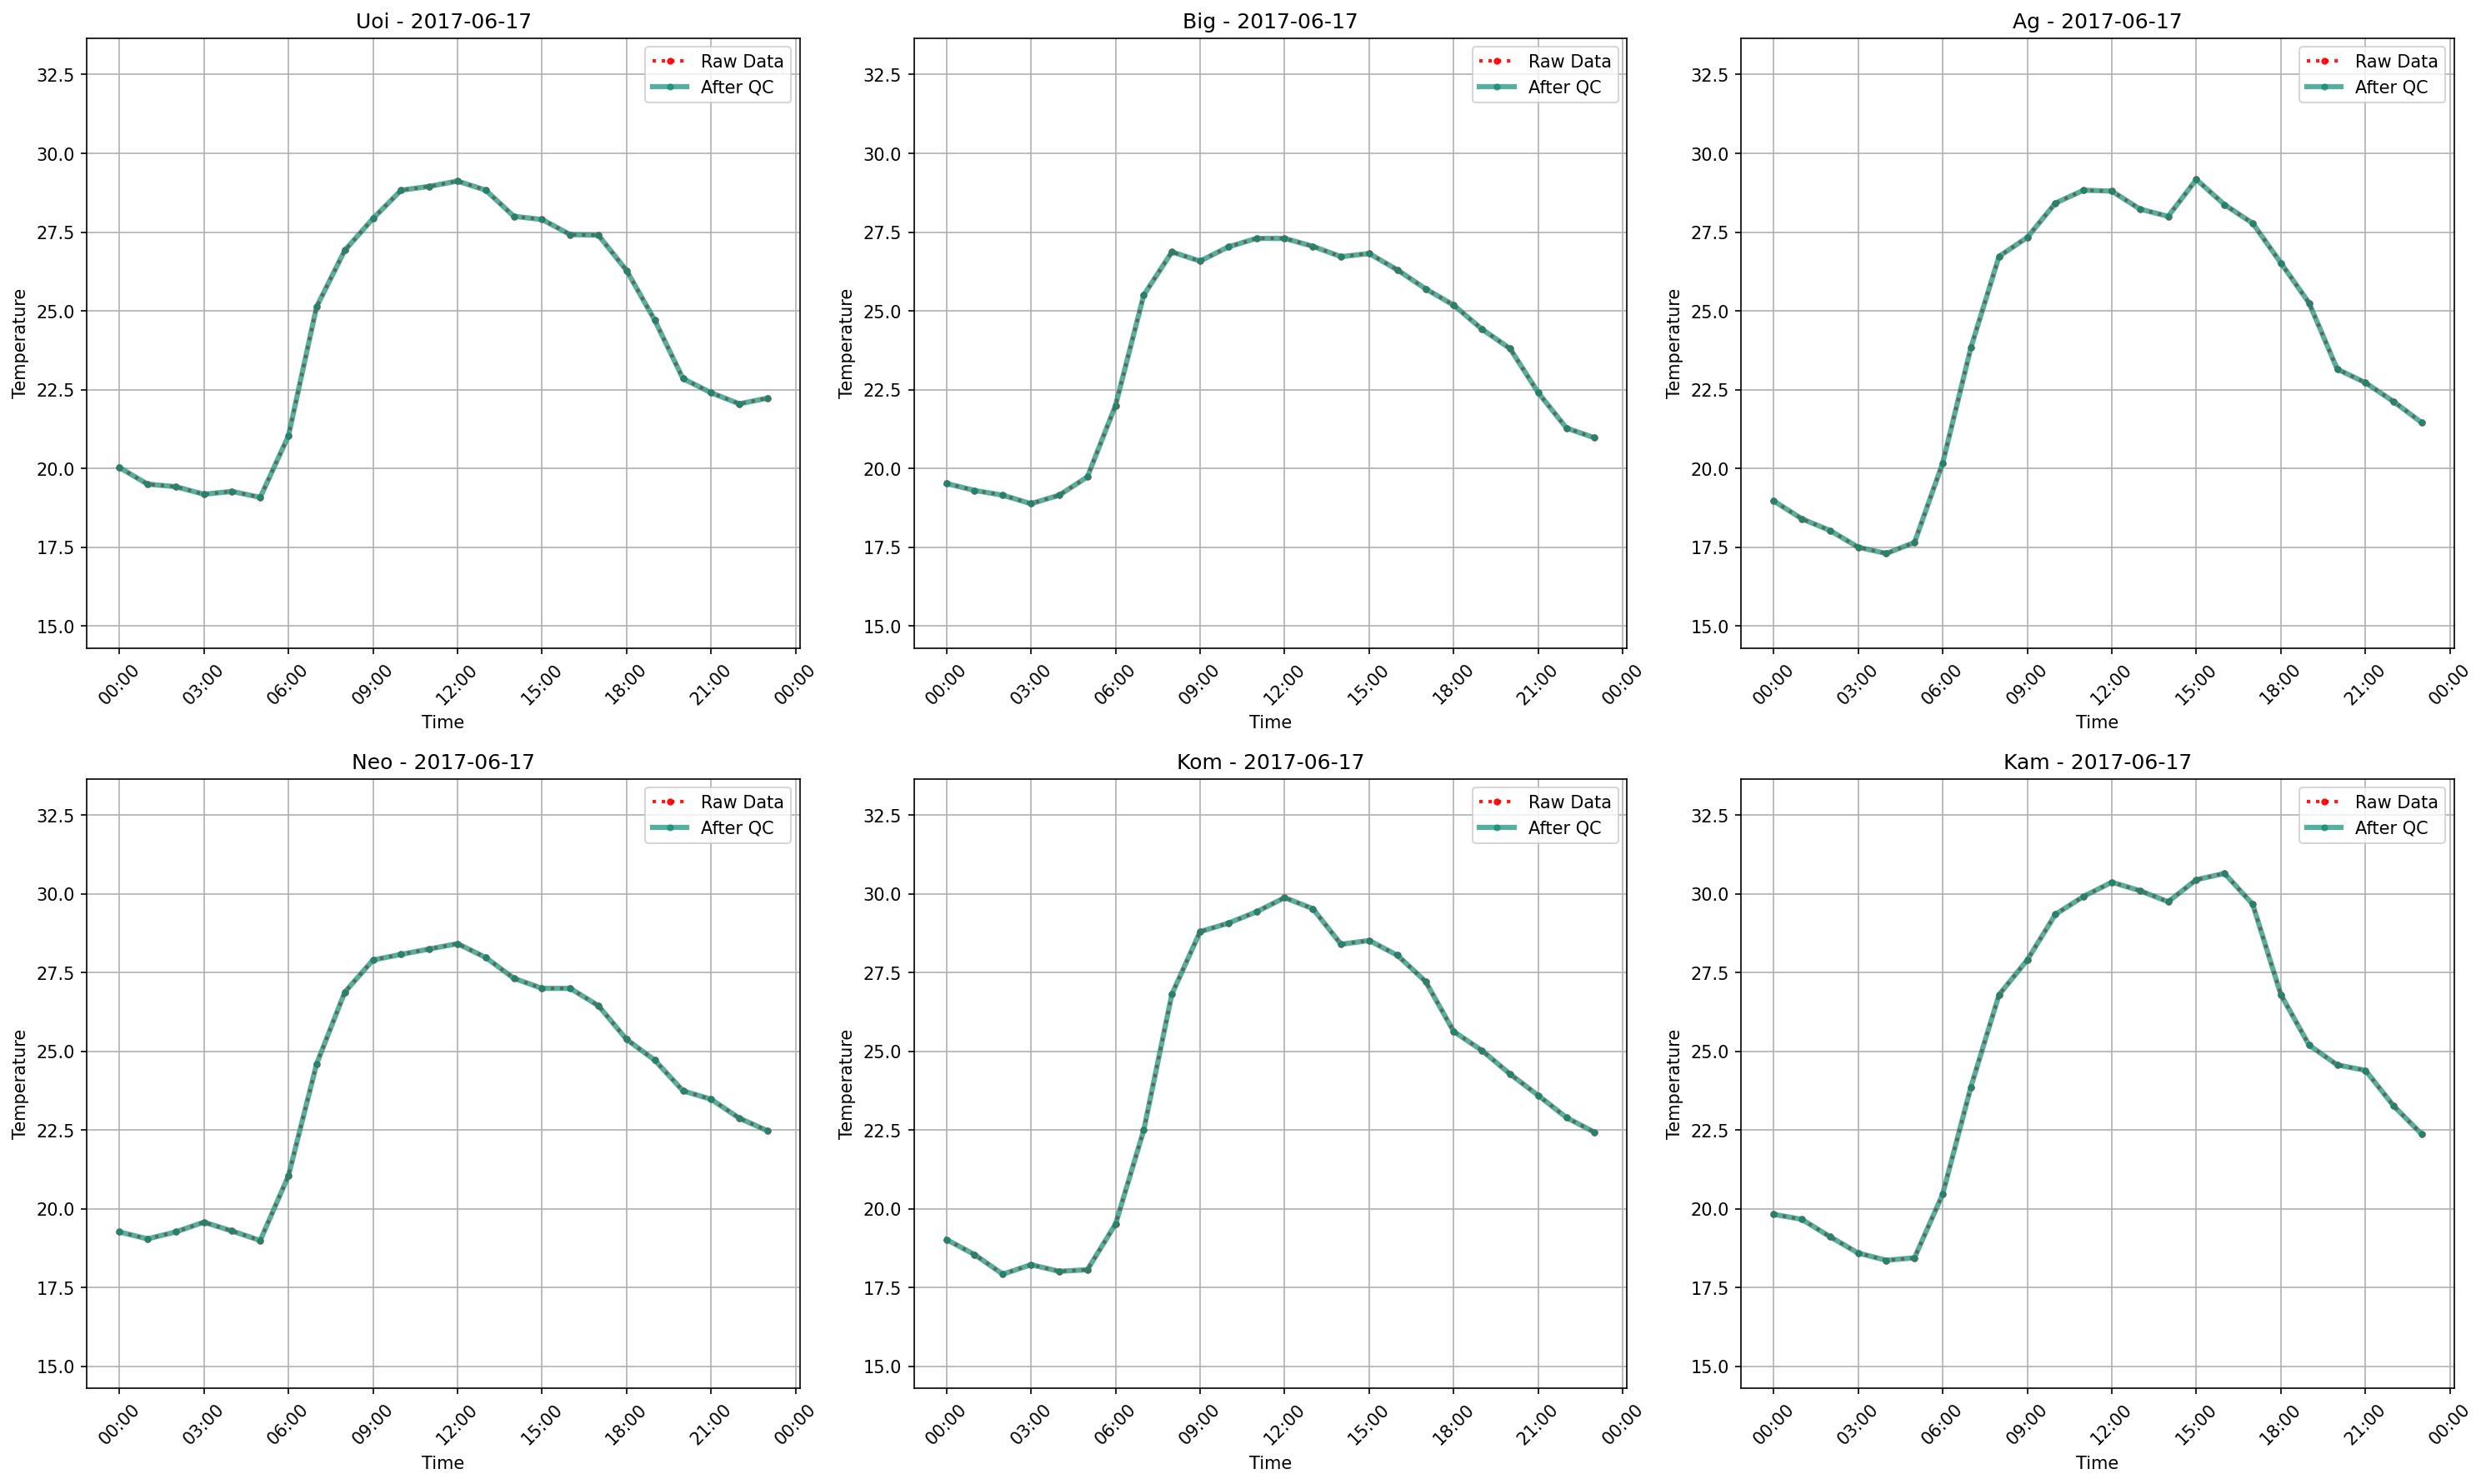 Uoi - 2017-06-17
Raw Data
After QC
32.5
30.0
27.5
25.0
22.5
20.0
17.5
15.0
Temperature
00:00 03:00 06:00 09:00 12:00 15:00 18:00 21:00 00:00
Time
Big - 2017-06-17
Raw Data
After QC
32.5
30.0
27.5
25.0
22.5
20.0
17.5
15.0
Temperature
00:00 03:00 06:00 09:00 12:00 15:00 18:00 21:00 00:00
Time
Ag - 2017-06-17
Raw Data
After QC
32.5
30.0
27.5
25.0
22.5
20.0
17.5
15.0
Temperature
00:00 03:00 06:00 09:00 12:00 15:00 18:00 21:00 00:00
Time
Neo - 2017-06-17
Raw Data
After QC
32.5
30.0
27.5
25.0
22.5
20.0
17.5
15.0
Temperature
00:00 03:00 06:00 09:00 12:00 15:00 18:00 21:00 00:00
Time
Kom - 2017-06-17
Raw Data
After QC
32.5
30.0
27.5
25.0
22.5
20.0
17.5
15.0
Temperature
00:00 03:00 06:00 09:00 12:00 15:00 18:00 21:00 00:00
Time
Kam - 2017-06-17
Raw Data
After QC
32.5
30.0
27.5
25.0
22.5
20.0
17.5
15.0
Temperature
00:00 03:00 06:00 09:00 12:00 15:00 18:00 21:00 00:00
Time